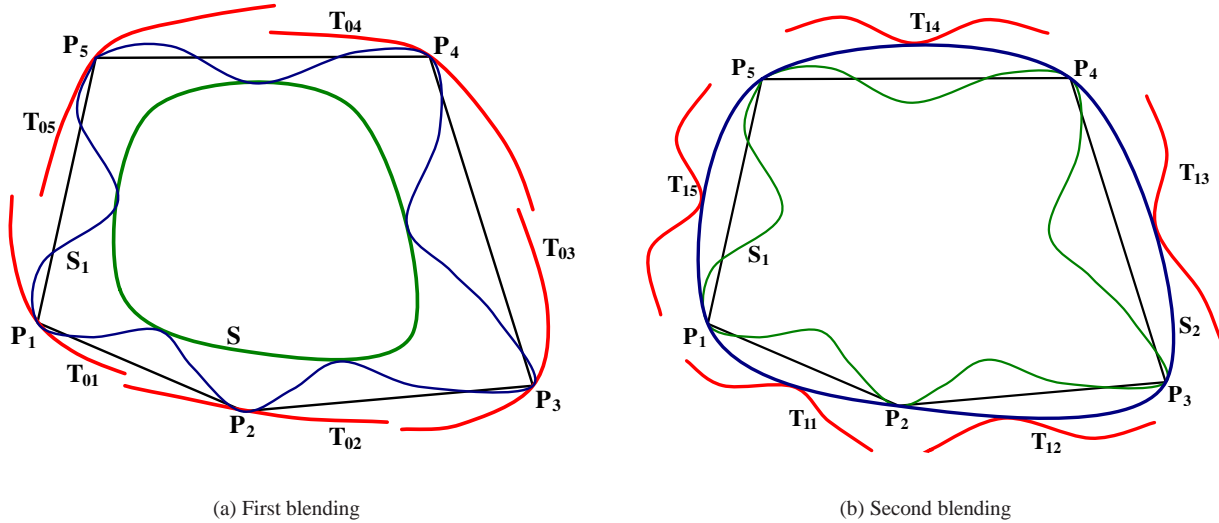 T04
P5
P4
T05
T03
S1
P1
S
T01
P2
T02
P3
(a) First blending
T14
P5
P4
T15
T13
S1
S2
P1
P3
T11
P2
T12
(b) Second blending